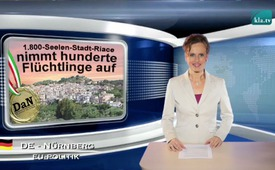 kla.tv
1.800-Seelen-Stadt-Riace
nimmt hunderte
Flüchtlinge auf
DaN
DE - NÜRNBERG
EU-POLITIK